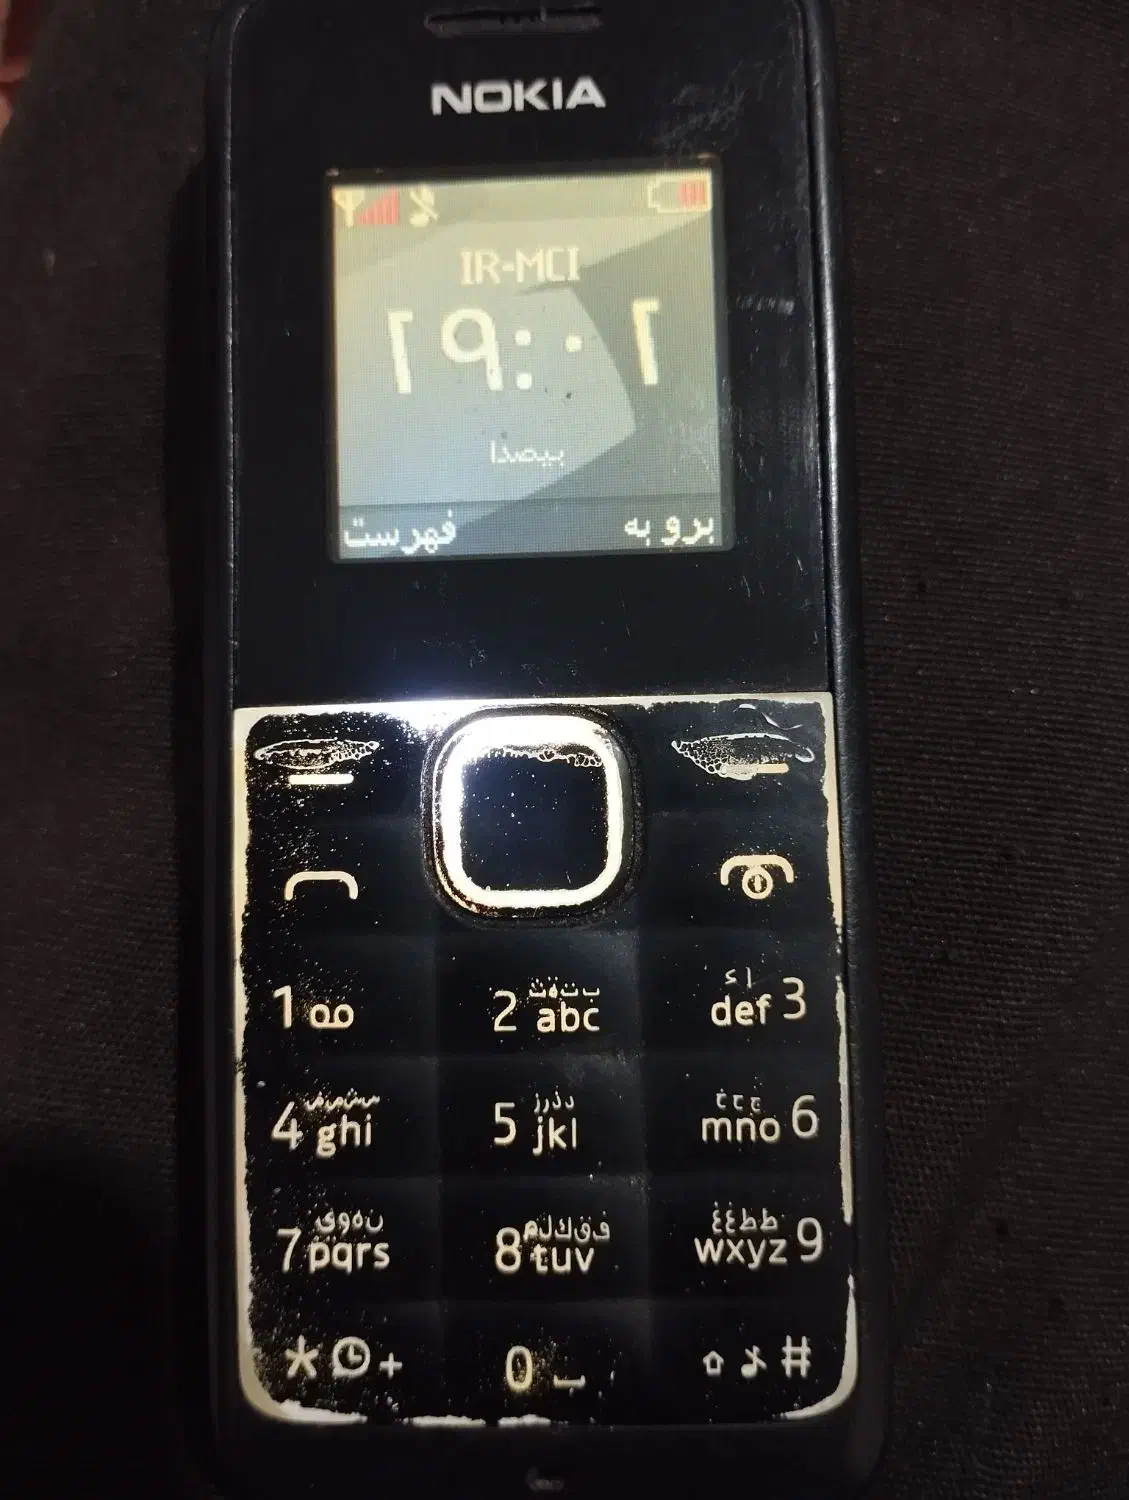 NOKIA
IR-MCI
۱۹:۰۱
بیصدا
فهرست برو به
1
2 ب ت ة ث abc
ا ء def 3
4 س ش ص ض ghi
5 د ذ ر ز jkl
ج ح خ mno 6
7 ن ه و ي pqrs
8 ف ق ك ل م tuv
ط ظ ع غ wxyz 9
* +
0
#